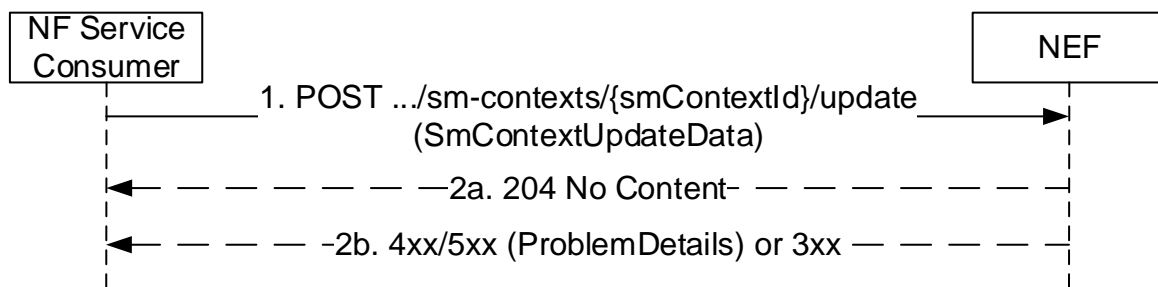 NF Service
Consumer
NEF
1. POST .../sm-contexts/{smContextId}/update
(SmContextUpdateData)
2a. 204 No Content
2b. 4xx/5xx (ProblemDetails) or 3xx